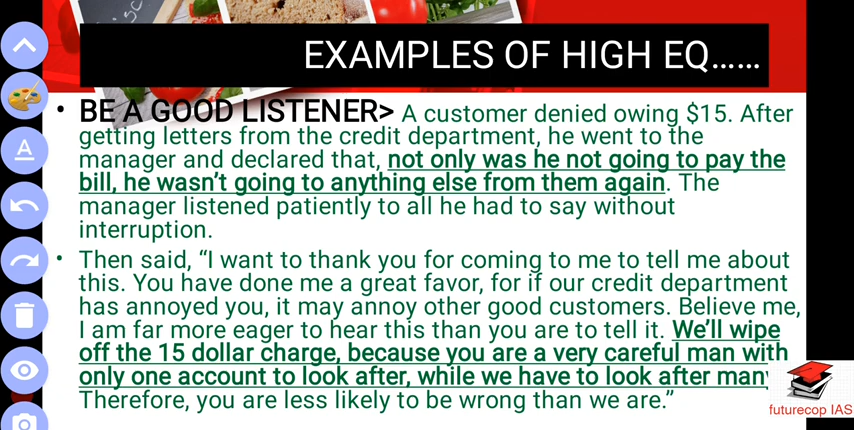 EXAMPLES OF HIGH EQ......
• BE A GOOD LISTENER> A customer denied owing $15. After
getting letters from the credit department, he went to the
manager and declared that, not only was he not going to pay the
bill, he wasn't going to anything else from them again. The
manager listened patiently to all he had to say without
interruption.
• Then said, “I want to thank you for coming to me to tell me about
this. You have done me a great favor, for if our credit department
has annoyed you, it may annoy other good customers. Believe me,
I am far more eager to hear this than you are to tell it. We'll wipe
off the 15 dollar charge, because you are a very careful man with
only one account to look after, while we have to look after many
Therefore, you are less likely to be wrong than we are.”
futurecop IAS
A